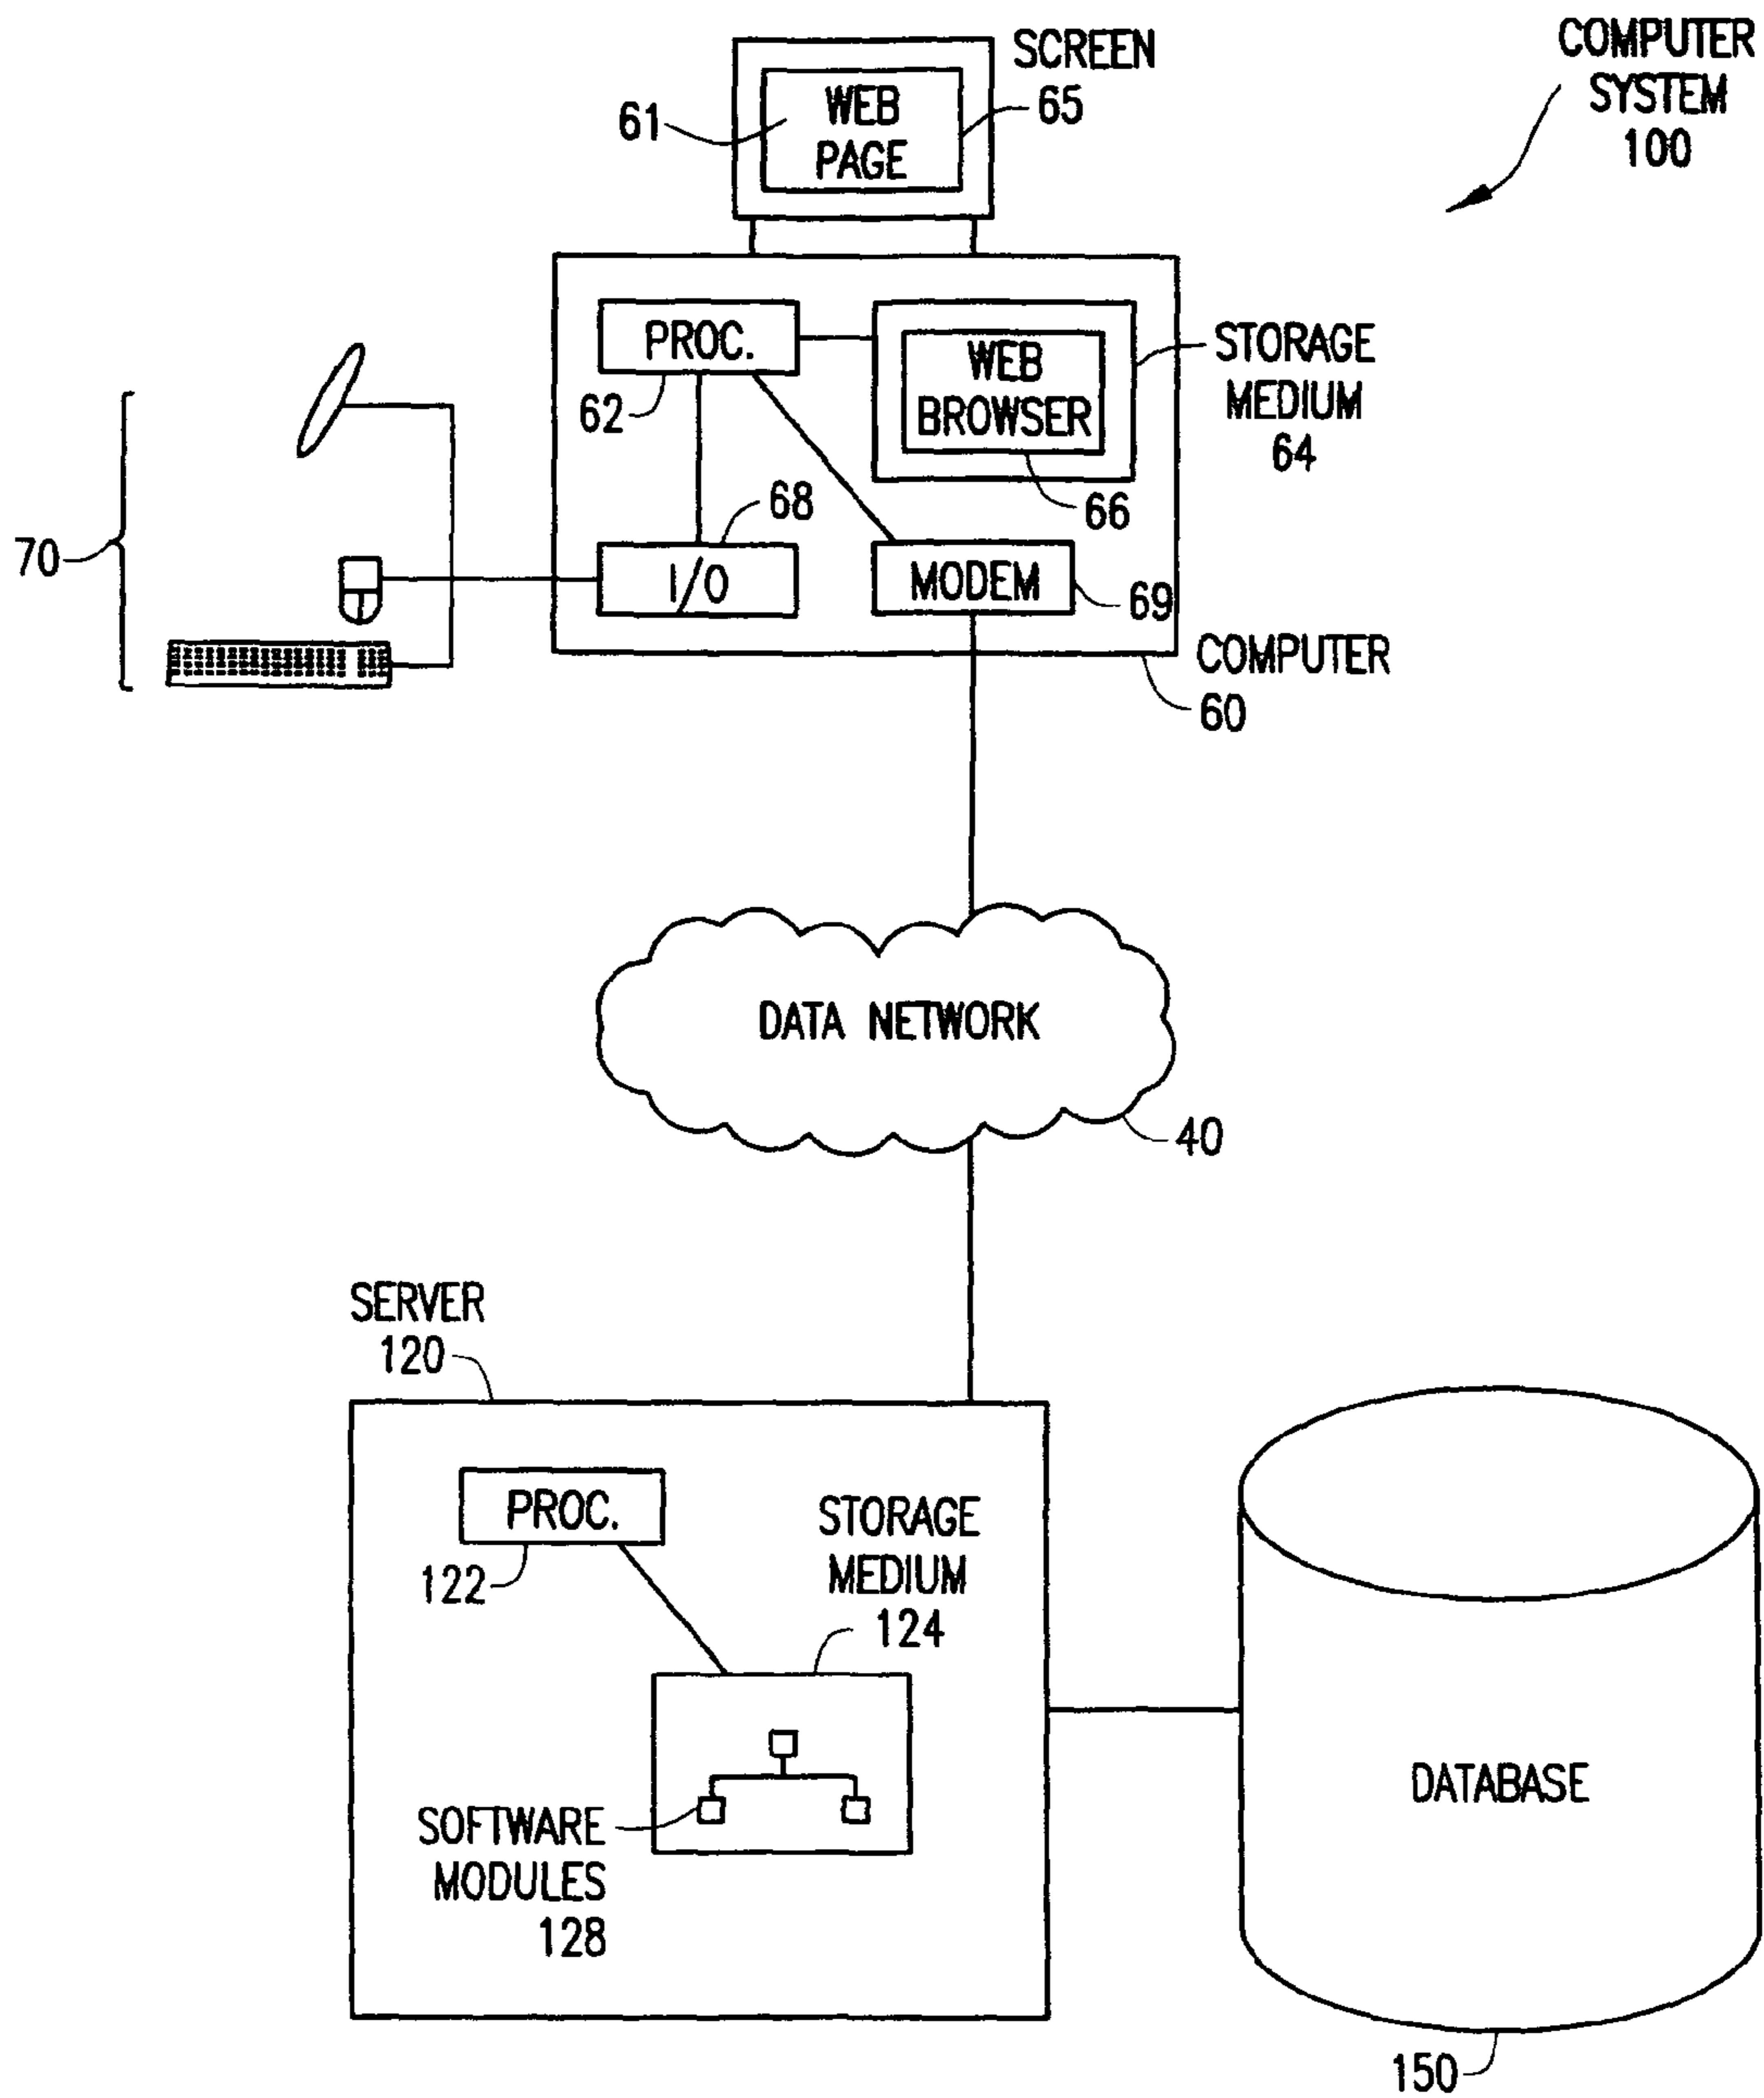 COMPUTER
SYSTEM
100
SCREEN
65
61
WEB
PAGE
PROC.
62
WEB
BROWSER
66
STORAGE
MEDIUM
64
68
I/O
MODEM
69
70
COMPUTER
60
DATA NETWORK
40
SERVER
120
PROC.
122
STORAGE
MEDIUM
124
SOFTWARE
MODULES
128
DATABASE
150